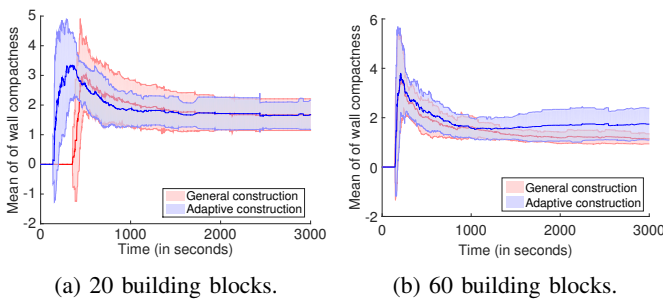 Mean of of wall compactness
5
4
3
2
1
0
-1
-2
General construction
Adaptive construction
0
1000
2000
3000
Time (in seconds)
(a) 20 building blocks.
Mean of of wall compactness
6
4
2
0
2
General construction
Adaptive construction
0
1000
2000
3000
Time (in seconds)
(b) 60 building blocks.